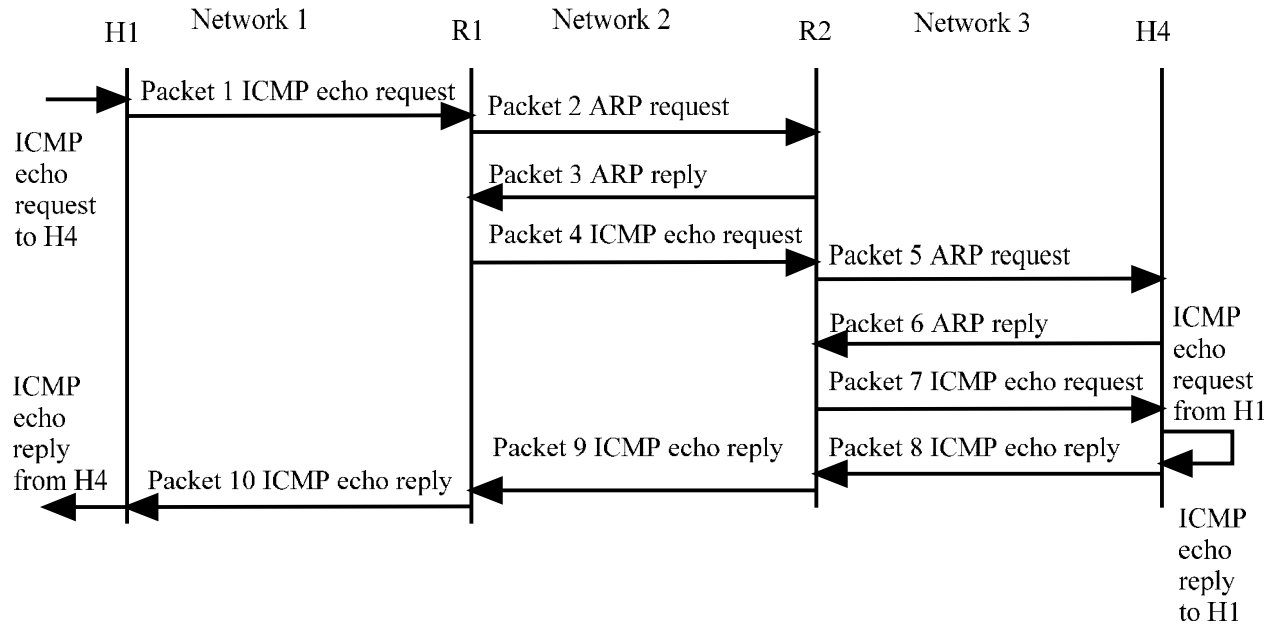 Network 1
Network 2
Network 3
H1
R1
R2
H4
Packet 1 ICMP echo request
Packet 2 ARP request
ICMP
echo
request
to H4
Packet 3 ARP reply
Packet 4 ICMP echo request
Packet 5 ARP request
Packet 6 ARP reply
ICMP
echo
request
from H1
Packet 7 ICMP echo request
ICMP
echo
reply
from H4
Packet 8 ICMP echo reply
Packet 9 ICMP echo reply
Packet 10 ICMP echo reply
ICMP
echo
reply
to H1